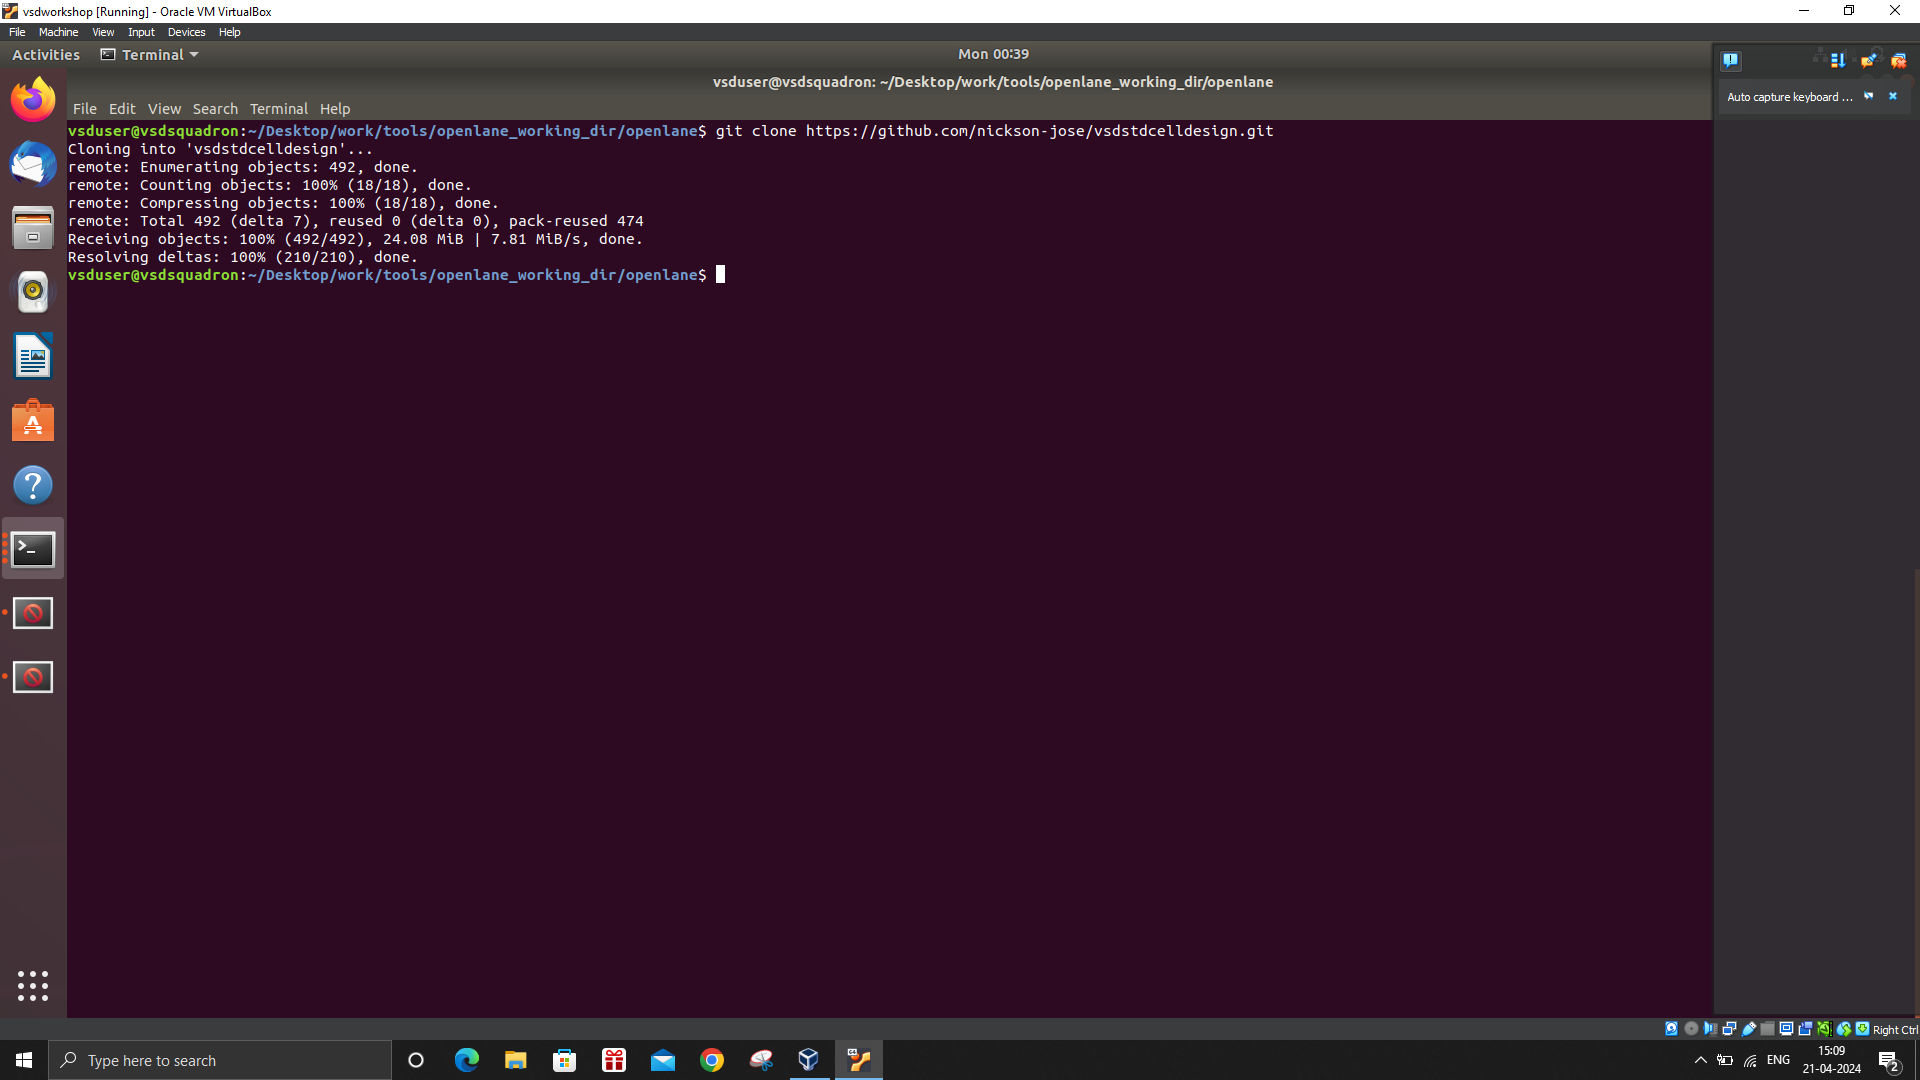 vsdworkshop [Running] - Oracle VM VirtualBox
File Machine View Input Devices Help
Activities Terminal Mon 00:39
vsduser@vsdsquadron: ~/Desktop/work/tools/openlane_working_dir/openlane
Auto capture keyboard ...
File Edit View Search Terminal Help
vsduser@vsdsquadron:~/Desktop/work/tools/openlane_working_dir/openlane$ git clone https://github.com/nickson-jose/vsdstdcelldesign.git
Cloning into 'vsdstdcelldesign'...
remote: Enumerating objects: 492, done.
remote: Counting objects: 100% (18/18), done.
remote: Compressing objects: 100% (18/18), done.
remote: Total 492 (delta 7), reused 0 (delta 0), pack-reused 474
Receiving objects: 100% (492/492), 24.08 MiB | 7.81 MiB/s, done.
Resolving deltas: 100% (210/210), done.
vsduser@vsdsquadron:~/Desktop/work/tools/openlane_working_dir/openlane$
Right Ctrl
Type here to search
ENG
15:09
21-04-2024
2